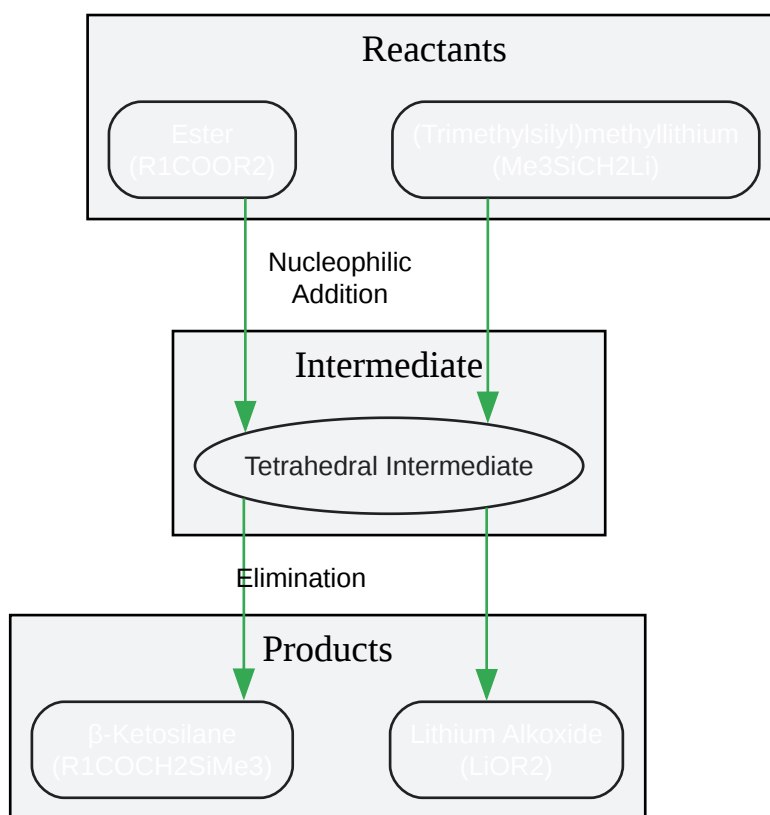 Reactants
Ester
(R1COOR2)
(Trimethylsilyl)methyllithium
(Me3SiCH2Li)
Nucleophilic
Addition
Intermediate
Tetrahedral Intermediate
Elimination
Products
β-Ketosilane
(R1COCH2SiMe3)
Lithium Alkoxide
(LiOR2)